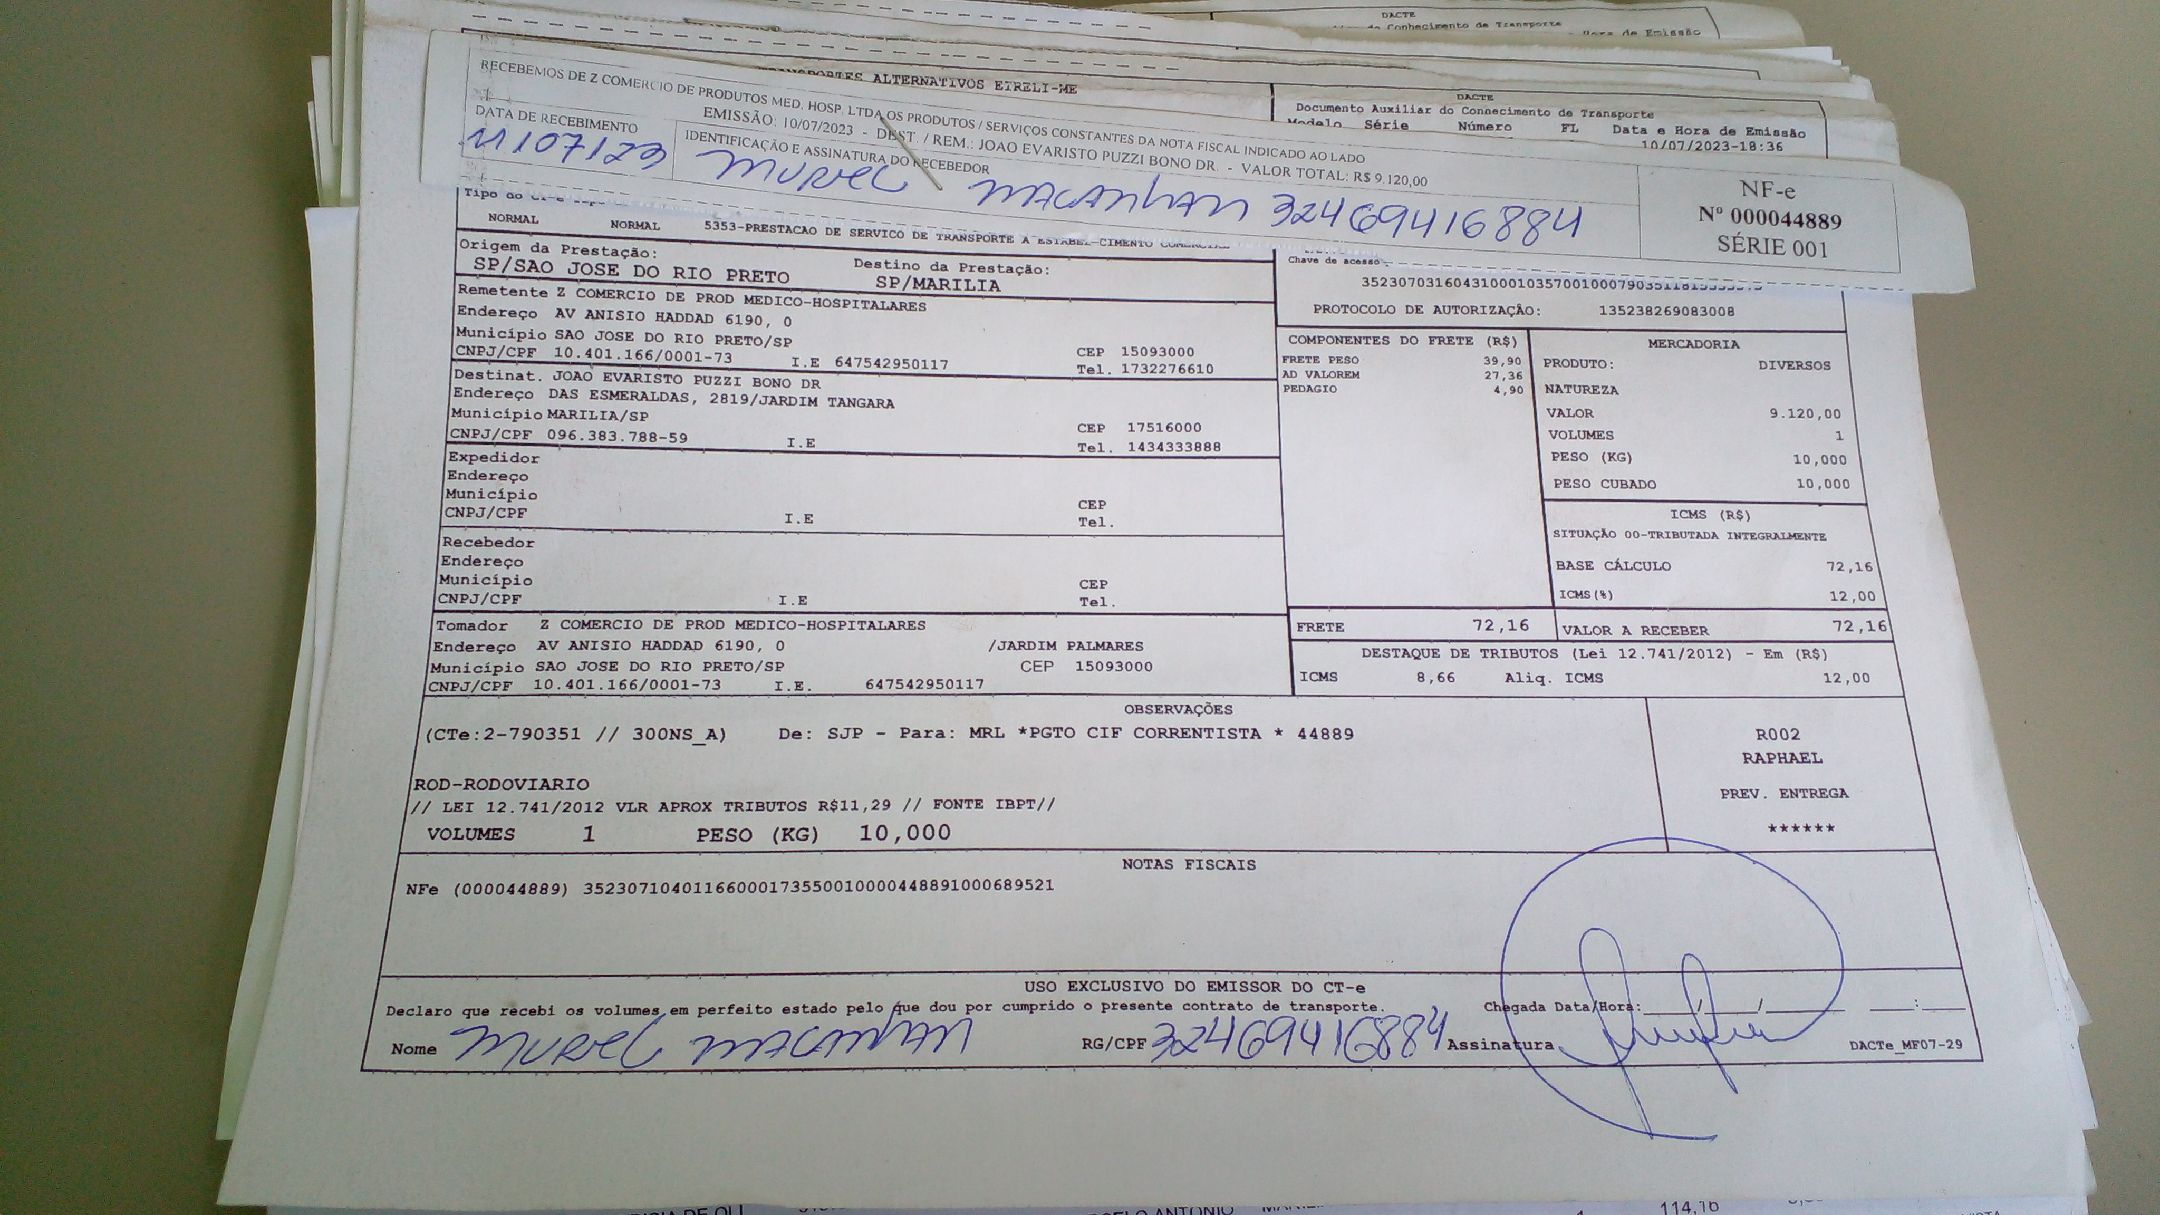 DACTE
Conhecimento de Transporte
Hora de Emissão
TRANSPORTES ALTERNATIVOS EIRELI-ME
DACTE
Documento Auxiliar do Conhecimento de Transporte
Modelo Série Número FL Data e Hora de Emissão
10/07/2023-18:36
RECEBEMOS DE Z COMERCIO DE PRODUTOS MED. HOSP. LTDA OS PRODUTOS / SERVIÇOS CONSTANTES DA NOTA FISCAL INDICADO AO LADO
EMISSÃO: 10/07/2023 - DEST. / REM.: JOAO EVARISTO PUZZI BONO DR. - VALOR TOTAL: R$ 9.120,00
DATA DE RECEBIMENTO
IDENTIFICAÇÃO E ASSINATURA DO RECEBEDOR
11/07/23 32469416884
NF-e
Nº 000044889
SÉRIE 001
NORMAL NORMAL 5353-PRESTACAO DE SERVICO DE TRANSPORTE A
Origem da Prestação:
SP/SAO JOSE DO RIO PRETO
Destino da Prestação:
SP/MARILIA
Chave de acesso
PROTOCOLO DE AUTORIZAÇÃO: 135238269083008
Remetente Z COMERCIO DE PROD MEDICO-HOSPITALARES
Endereço AV ANISIO HADDAD 6190, 0
Município SAO JOSE DO RIO PRETO/SP
CEP 15093000
CNPJ/CPF 10.401.166/0001-73 I.E 647542950117
Tel. 1732276610
Destinat. JOAO EVARISTO PUZZI BONO DR
Endereço DAS ESMERALDAS, 2819/JARDIM TANGARA
Município MARILIA/SP
CEP 17516000
CNPJ/CPF 096.383.788-59 I.E
Tel. 1434333888
Expedidor
Endereço
Município
CEP
CNPJ/CPF I.E
Tel.
Recebedor
Endereço
Município
CEP
CNPJ/CPF I.E
Tel.
Tomador Z COMERCIO DE PROD MEDICO-HOSPITALARES
Endereço AV ANISIO HADDAD 6190, 0 /JARDIM PALMARES
Município SAO JOSE DO RIO PRETO/SP CEP 15093000
CNPJ/CPF 10.401.166/0001-73 I.E. 647542950117
COMPONENTES DO FRETE (R$)
FRETE PESO 39,90
AD VALOREM 27,36
PEDAGIO 4,90
MERCADORIA
PRODUTO: DIVERSOS
NATUREZA
VALOR 9.120,00
VOLUMES 1
PESO (KG) 10,000
PESO CUBADO 10,000
ICMS (R$)
SITUAÇÃO 00-TRIBUTADA INTEGRALMENTE
BASE CÁLCULO 72,16
ICMS(%) 12,00
FRETE 72,16 VALOR A RECEBER 72,16
DESTAQUE DE TRIBUTOS (Lei 12.741/2012) - Em (R$)
ICMS 8,66 Aliq. ICMS 12,00
OBSERVAÇÕES
(CTe:2-790351 // 300NS_A) De: SJP - Para: MRL *PGTO CIF CORRENTISTA * 44889
ROD-RODOVIARIO
// LEI 12.741/2012 VLR APROX TRIBUTOS R$11,29 // FONTE IBPT//
VOLUMES 1 PESO (KG) 10,000
R002
RAPHAEL
PREV. ENTREGA
******
NOTAS FISCAIS
NFe (000044889) 35230710401166000173550010000448891000689521
USO EXCLUSIVO DO EMISSOR DO CT-e
Declaro que recebi os volumes em perfeito estado pelo que dou por cumprido o presente contrato de transporte. Chegada Data/Hora: / / :
Nome RG/CPF 32469416884 Assinatura DACTe_MF07-29
ANTONIO
114,16